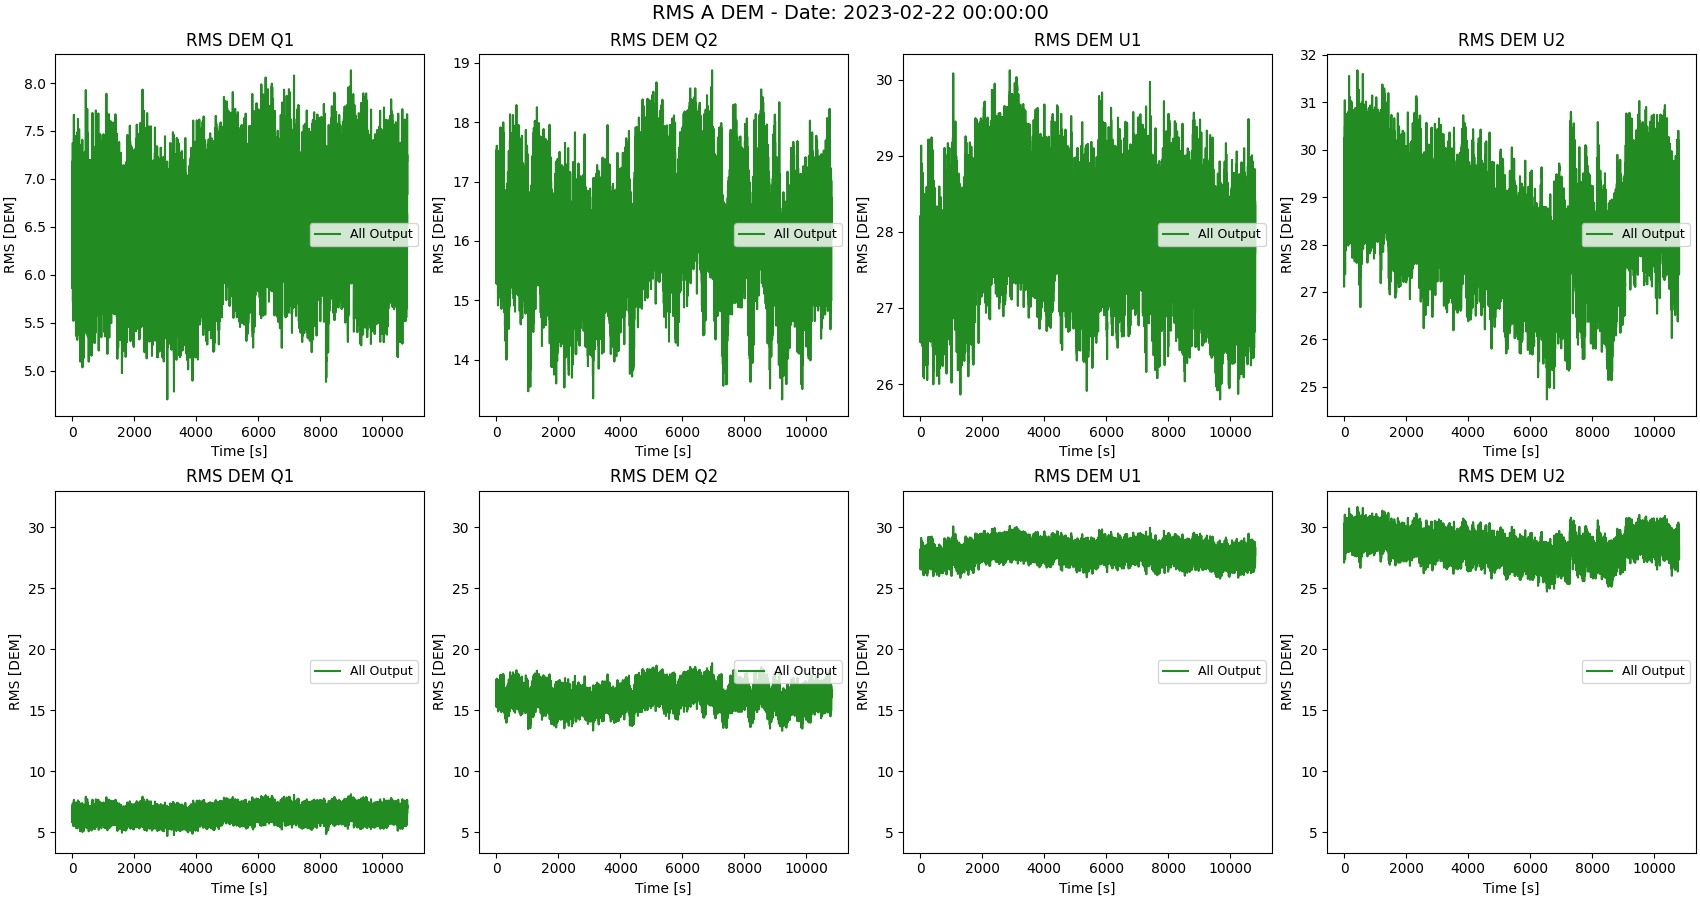 RMS A DEM - Date: 2023-02-22 00:00:00
RMS DEM Q1
RMS [DEM]
8.0
7.5
7.0
6.5
6.0
5.5
5.0
All Output
0 2000 4000 6000 8000 10000
Time [s]
RMS DEM Q2
RMS [DEM]
19
18
17
16
15
14
All Output
0 2000 4000 6000 8000 10000
Time [s]
RMS DEM U1
RMS [DEM]
30
29
28
27
26
All Output
0 2000 4000 6000 8000 10000
Time [s]
RMS DEM U2
RMS [DEM]
32
31
30
29
28
27
26
25
All Output
0 2000 4000 6000 8000 10000
Time [s]
RMS DEM Q1
RMS [DEM]
30
25
20
15
10
5
All Output
0 2000 4000 6000 8000 10000
Time [s]
RMS DEM Q2
RMS [DEM]
30
25
20
15
10
5
All Output
0 2000 4000 6000 8000 10000
Time [s]
RMS DEM U1
RMS [DEM]
30
25
20
15
10
5
All Output
0 2000 4000 6000 8000 10000
Time [s]
RMS DEM U2
RMS [DEM]
30
25
20
15
10
5
All Output
0 2000 4000 6000 8000 10000
Time [s]